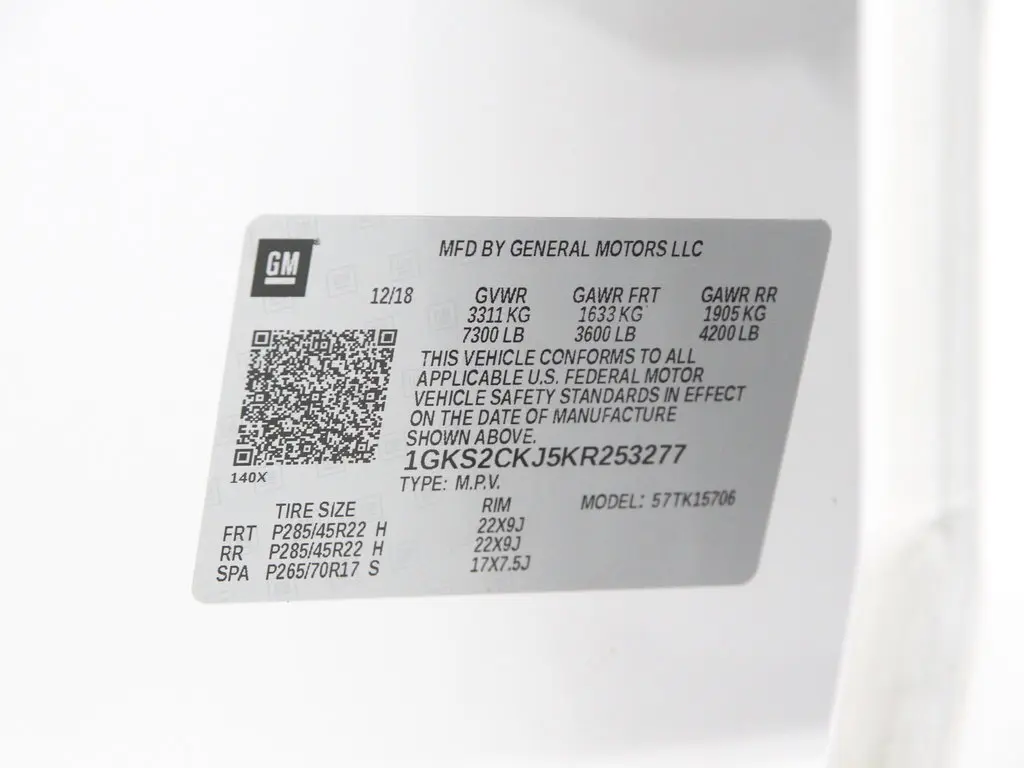 GM
MFD BY GENERAL MOTORS LLC
12/18 GVWR GAWR FRT GAWR RR
3311 KG 1633 KG 1905 KG
7300 LB 3600 LB 4200 LB
THIS VEHICLE CONFORMS TO ALL
APPLICABLE U.S. FEDERAL MOTOR
VEHICLE SAFETY STANDARDS IN EFFECT
ON THE DATE OF MANUFACTURE
SHOWN ABOVE.
1GKS2CKJ5KR253277
140X
TYPE: M.P.V. MODEL: 57TK15706
TIRE SIZE RIM
FRT P285/45R22 H 22X9J
RR P285/45R22 H 22X9J
SPA P265/70R17 S 17X7.5J